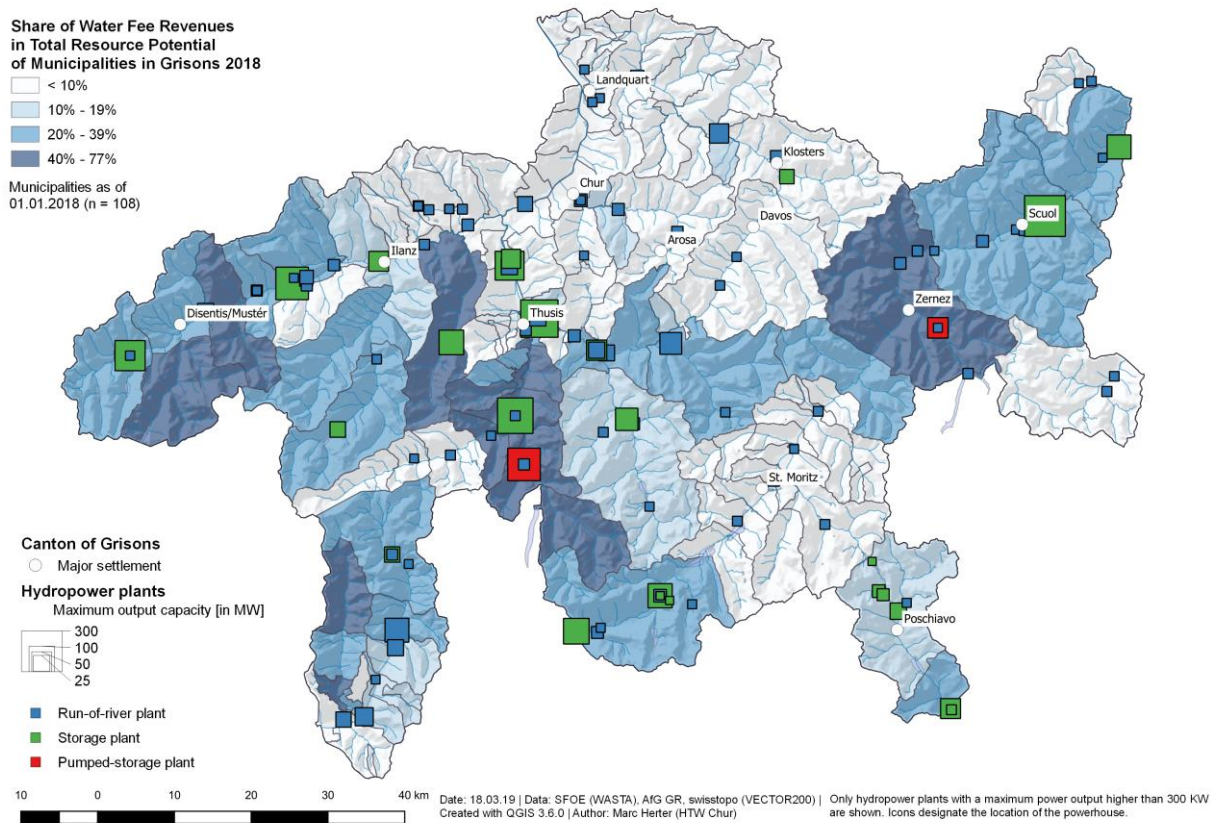 Share of Water Fee Revenues
in Total Resource Potential
of Municipalities in Grisons 2018
< 10%
10% - 19%
20% - 39%
40% - 77%
Municipalities as of
01.01.2018 (n = 108)
Landquart
Klosters
Chur
Davos
Scuol
Arosa
Ilanz
Disentis/Mustér
Thusis
Zernez
St. Moritz
Poschiavo
Canton of Grisons
Major settlement
Hydropower plants
Maximum output capacity [in MW]
300
100
50
25
Run-of-river plant
Storage plant
Pumped-storage plant
10 0 10 20 30 40 km
Date: 18.03.19 | Data: SFOE (WASTA), AfG GR, swisstopo (VECTOR200) |
Created with QGIS 3.6.0 | Author: Marc Herter (HTW Chur)
Only hydropower plants with a maximum power output higher than 300 KW
are shown. Icons designate the location of the powerhouse.